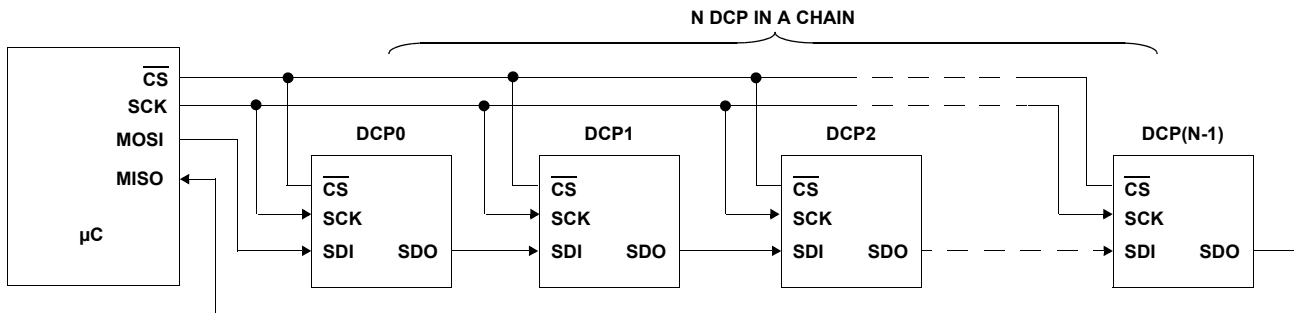 N DCP IN A CHAIN
CS
SCK
MOSI
MISO
µC
DCP0
CS
SCK
SDI SDO
DCP1
CS
SCK
SDI SDO
DCP2
CS
SCK
SDI SDO
DCP(N-1)
CS
SCK
SDI SDO